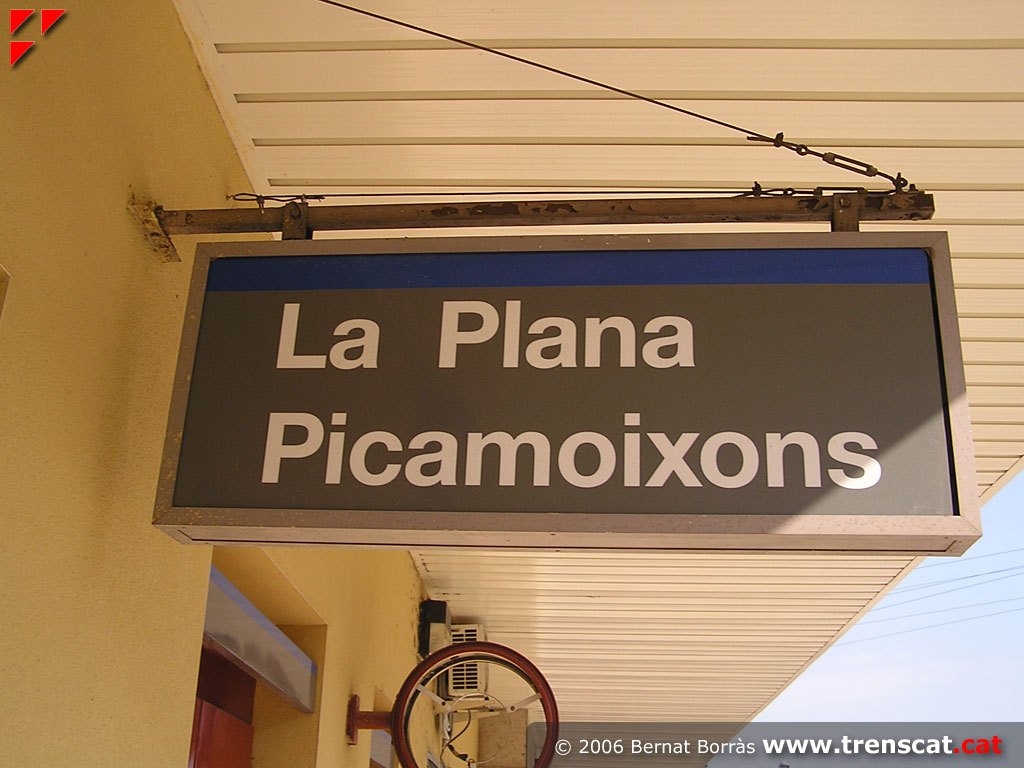 La Plana
Picamoixons
© 2006 Bernat Borràs www.trenscat.cat